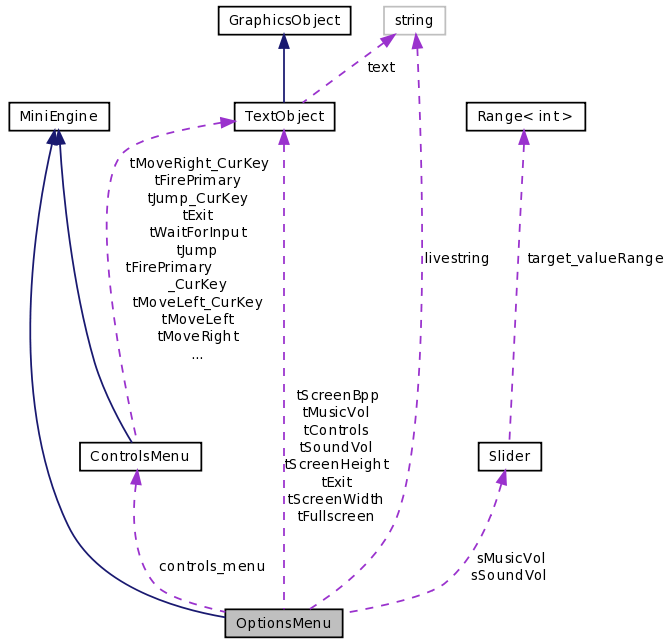 GraphicsObject
string
text
MiniEngine
TextObject
Range< int >
tMoveRight_CurKey
tFirePrimary
tJump_CurKey
tExit
tWaitForInput
tJump
tFirePrimary
_CurKey
tMoveLeft_CurKey
tMoveLeft
tMoveRight
...
livestring
target_valueRange
tScreenBpp
tMusicVol
tControls
tSoundVol
tScreenHeight
tExit
tScreenWidth
tFullscreen
ControlsMenu
Slider
controls_menu
sMusicVol
sSoundVol
OptionsMenu